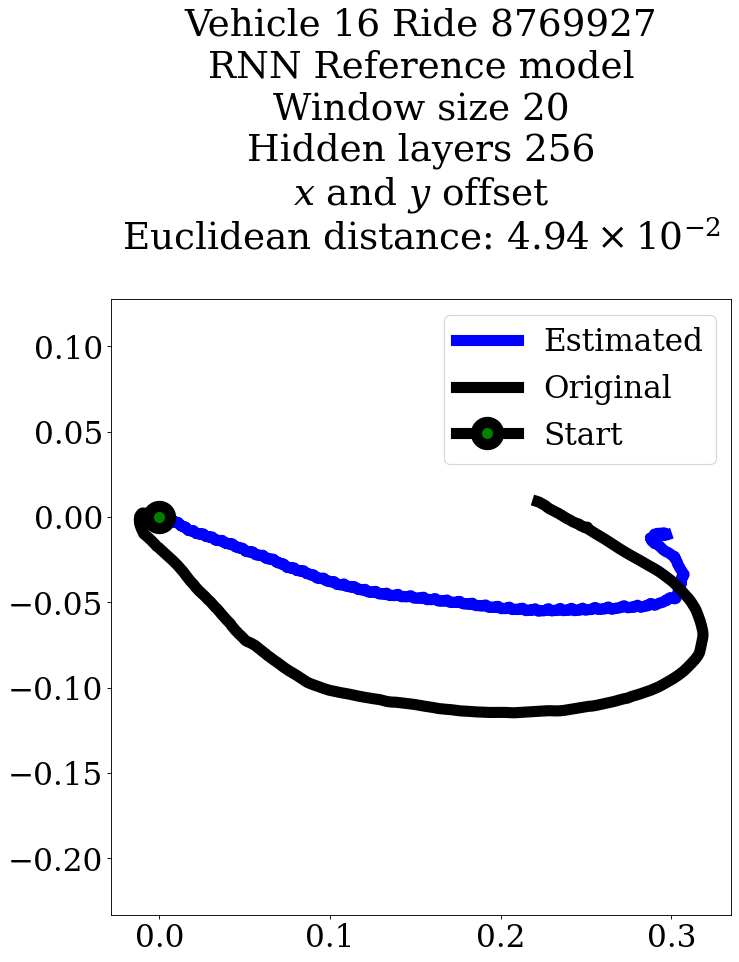 Vehicle 16 Ride 8769927
RNN Reference model
Window size 20
Hidden layers 256
x and y offset
Euclidean distance: 4.94 × 10⁻²
Estimated
Original
Start
0.10
0.05
0.00
−0.05
−0.10
−0.15
−0.20
0.0 0.1 0.2 0.3